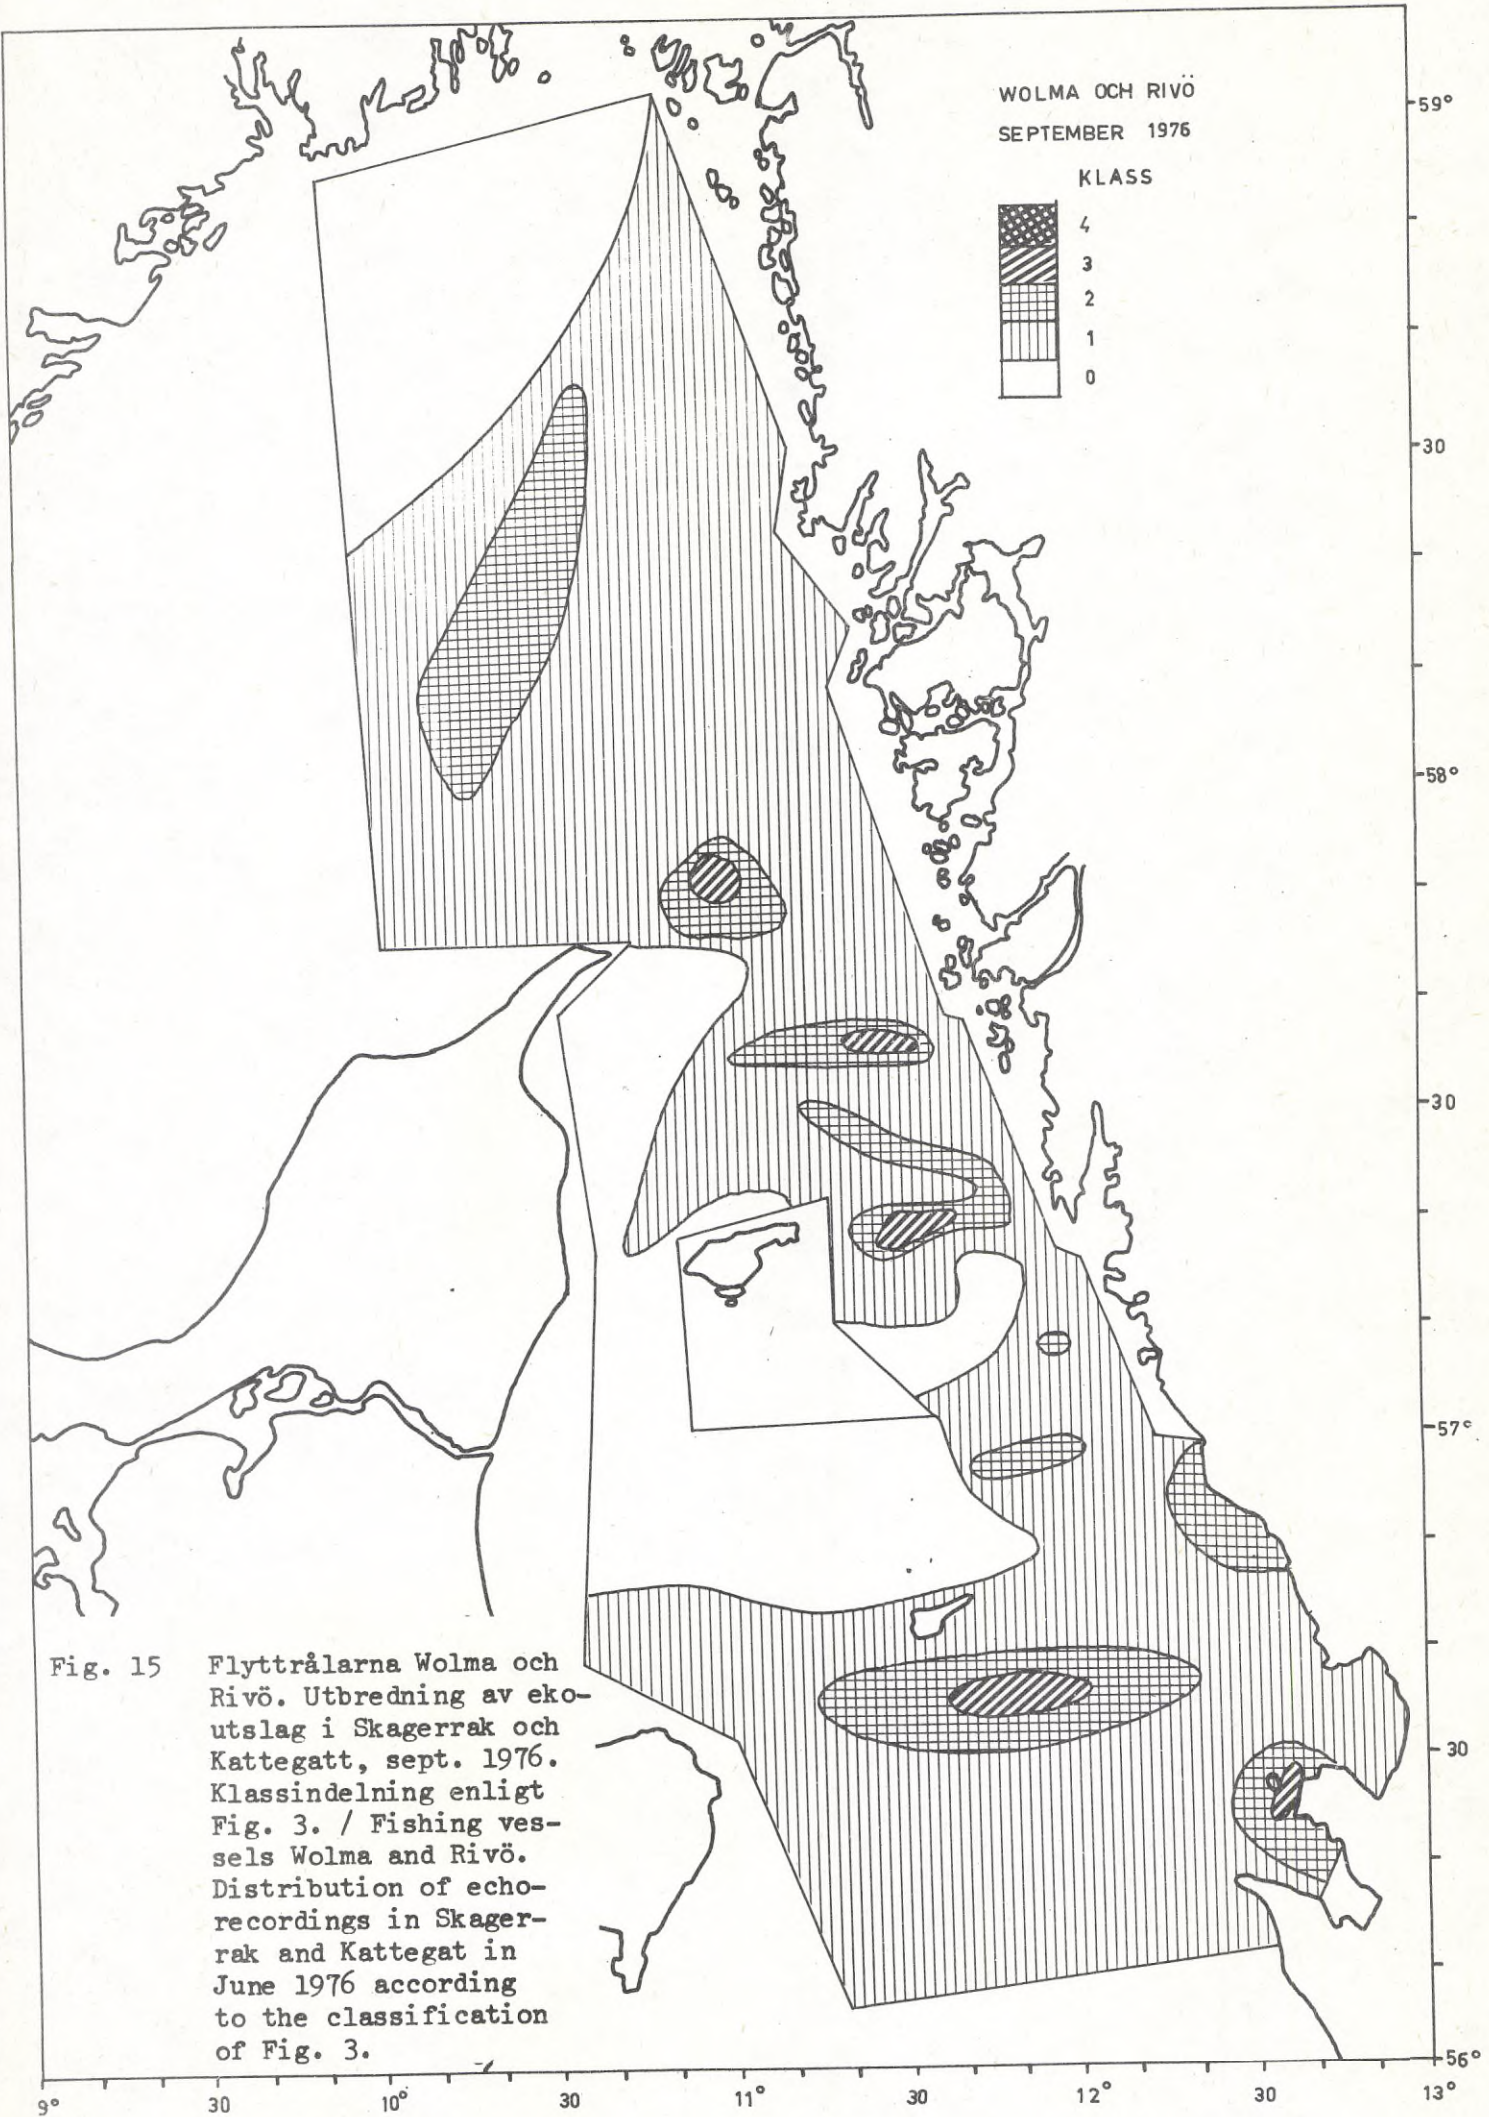 WOLMA OCH RIVÖ
SEPTEMBER 1976
KLASS
4
3
2
1
0
59°
30
58°
30
57°
30
56°
Fig. 15 Flyttrålarna Wolma och
Rivö. Utbredning av eko-
utslag i Skagerrak och
Kattegatt, sept. 1976.
Klassindelning enligt
Fig. 3. / Fishing ves-
sels Wolma and Rivö.
Distribution of echo-
recordings in Skager-
rak and Kattegat in
June 1976 according
to the classification
of Fig. 3.
9° 30 10° 30 11° 30 12° 30 13°